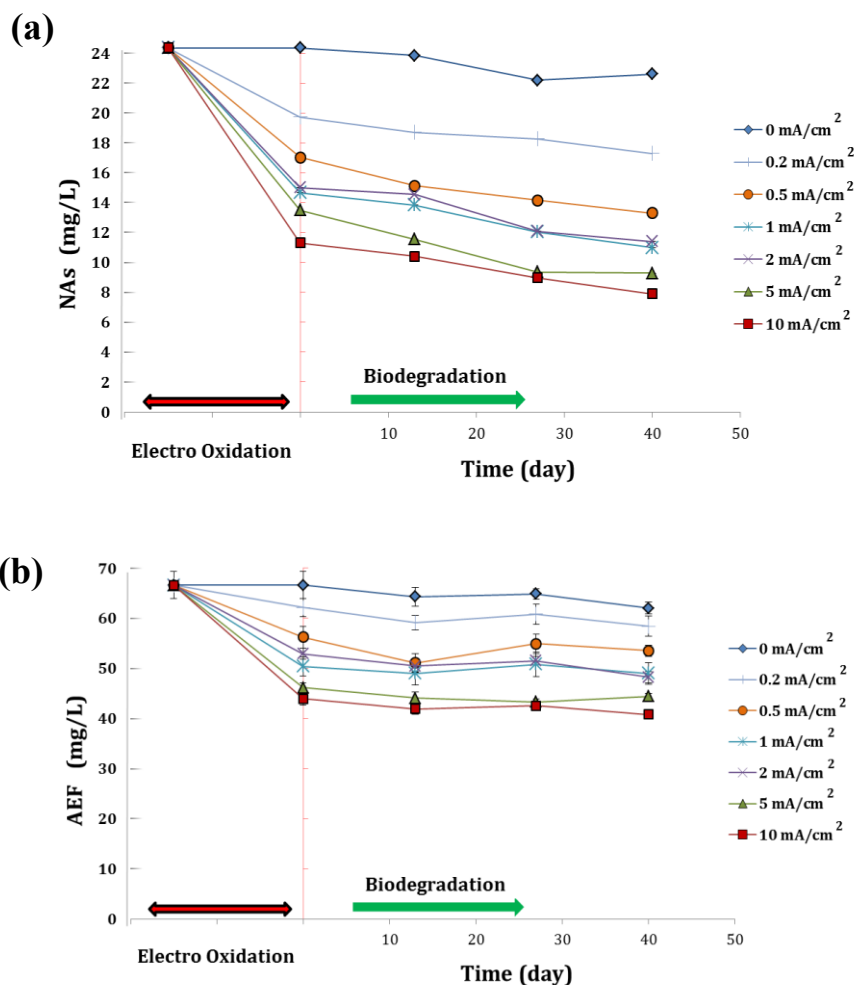 (a)
24
22
20
18
16
14
12
10
8
6
4
2
0
NAs (mg/L)
0 mA/cm²
0.2 mA/cm²
0.5 mA/cm²
1 mA/cm²
2 mA/cm²
5 mA/cm²
10 mA/cm²
Biodegradation
10 20 30 40 50
Electro Oxidation
Time (day)
(b)
70
60
50
40
30
20
10
0
AEF (mg/L)
0 mA/cm²
0.2 mA/cm²
0.5 mA/cm²
1 mA/cm²
2 mA/cm²
5 mA/cm²
10 mA/cm²
Biodegradation
10 20 30 40 50
Electro Oxidation
Time (day)